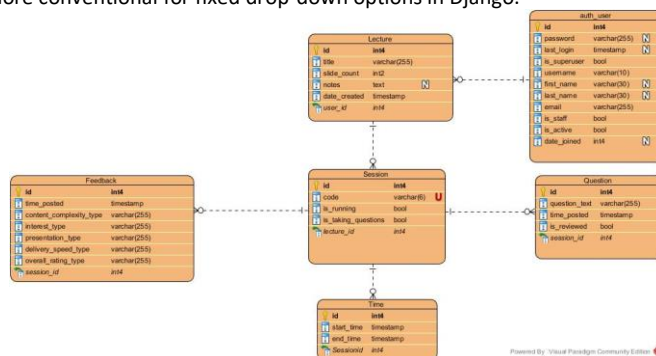 ore conventional for fixed drop-down options in Django.
auth_user
id int4
password varchar(255) N
last_login timestamp N
is_superuser bool
username varchar(10)
first_name varchar(30) N
last_name varchar(30) N
email varchar(255)
is_staff bool
is_active bool
date_joined int4 N
Lecture
id int4
title varchar(255)
slide_count int2
notes text N
date_created timestamp
user_id int4
Feedback
id int4
time_posted timestamp
content_complexity_type varchar(255)
interest_type varchar(255)
presentation_type varchar(255)
delivery_speed_type varchar(255)
overall_rating_type varchar(255)
session_id int4
Session
id int4
code varchar(6) U
is_running bool
is_taking_questions bool
lecture_id int4
Question
id int4
question_text varchar(255)
time_posted timestamp
is_reviewed bool
session_id int4
Time
id int4
start_time timestamp
end_time timestamp
Sessionid int4
Powered By Visual Paradigm Community Edition